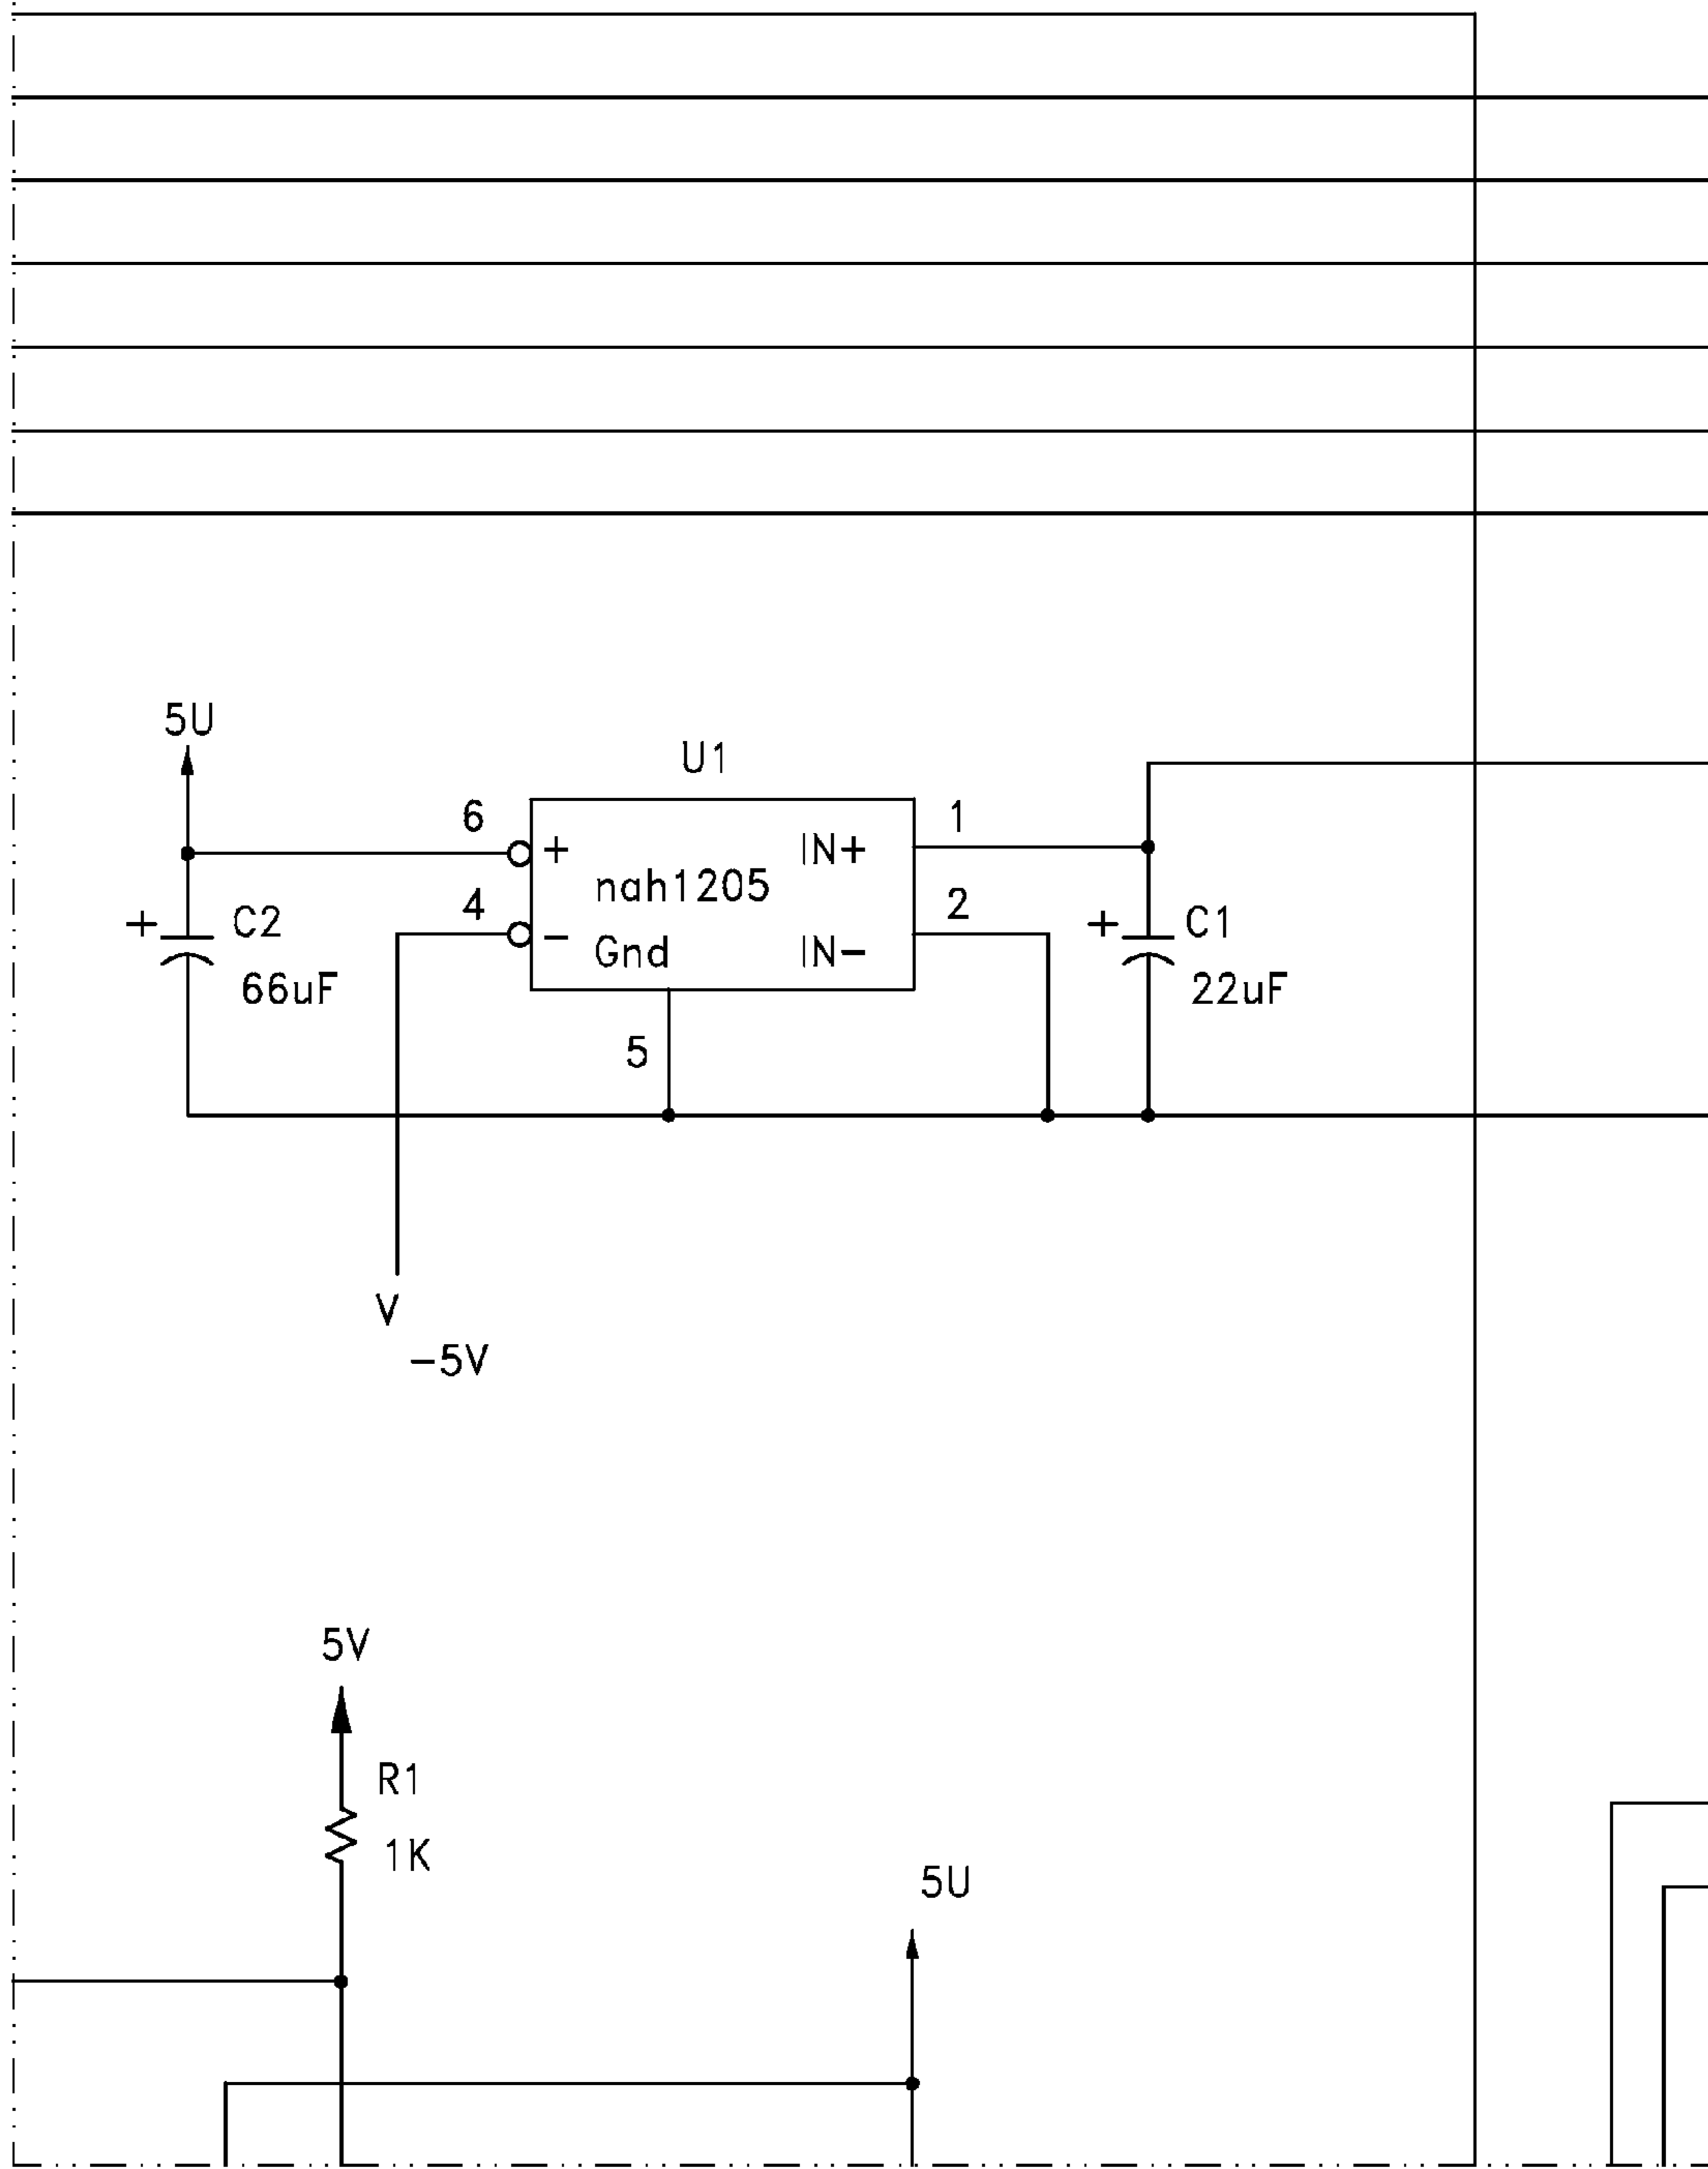 5U
U1
6
1
+
IN+
nah1205
4
2
+
C2
–
+
C1
Gnd
IN–
66uF
22uF
5
V
–5V
5V
R1
1K
5U